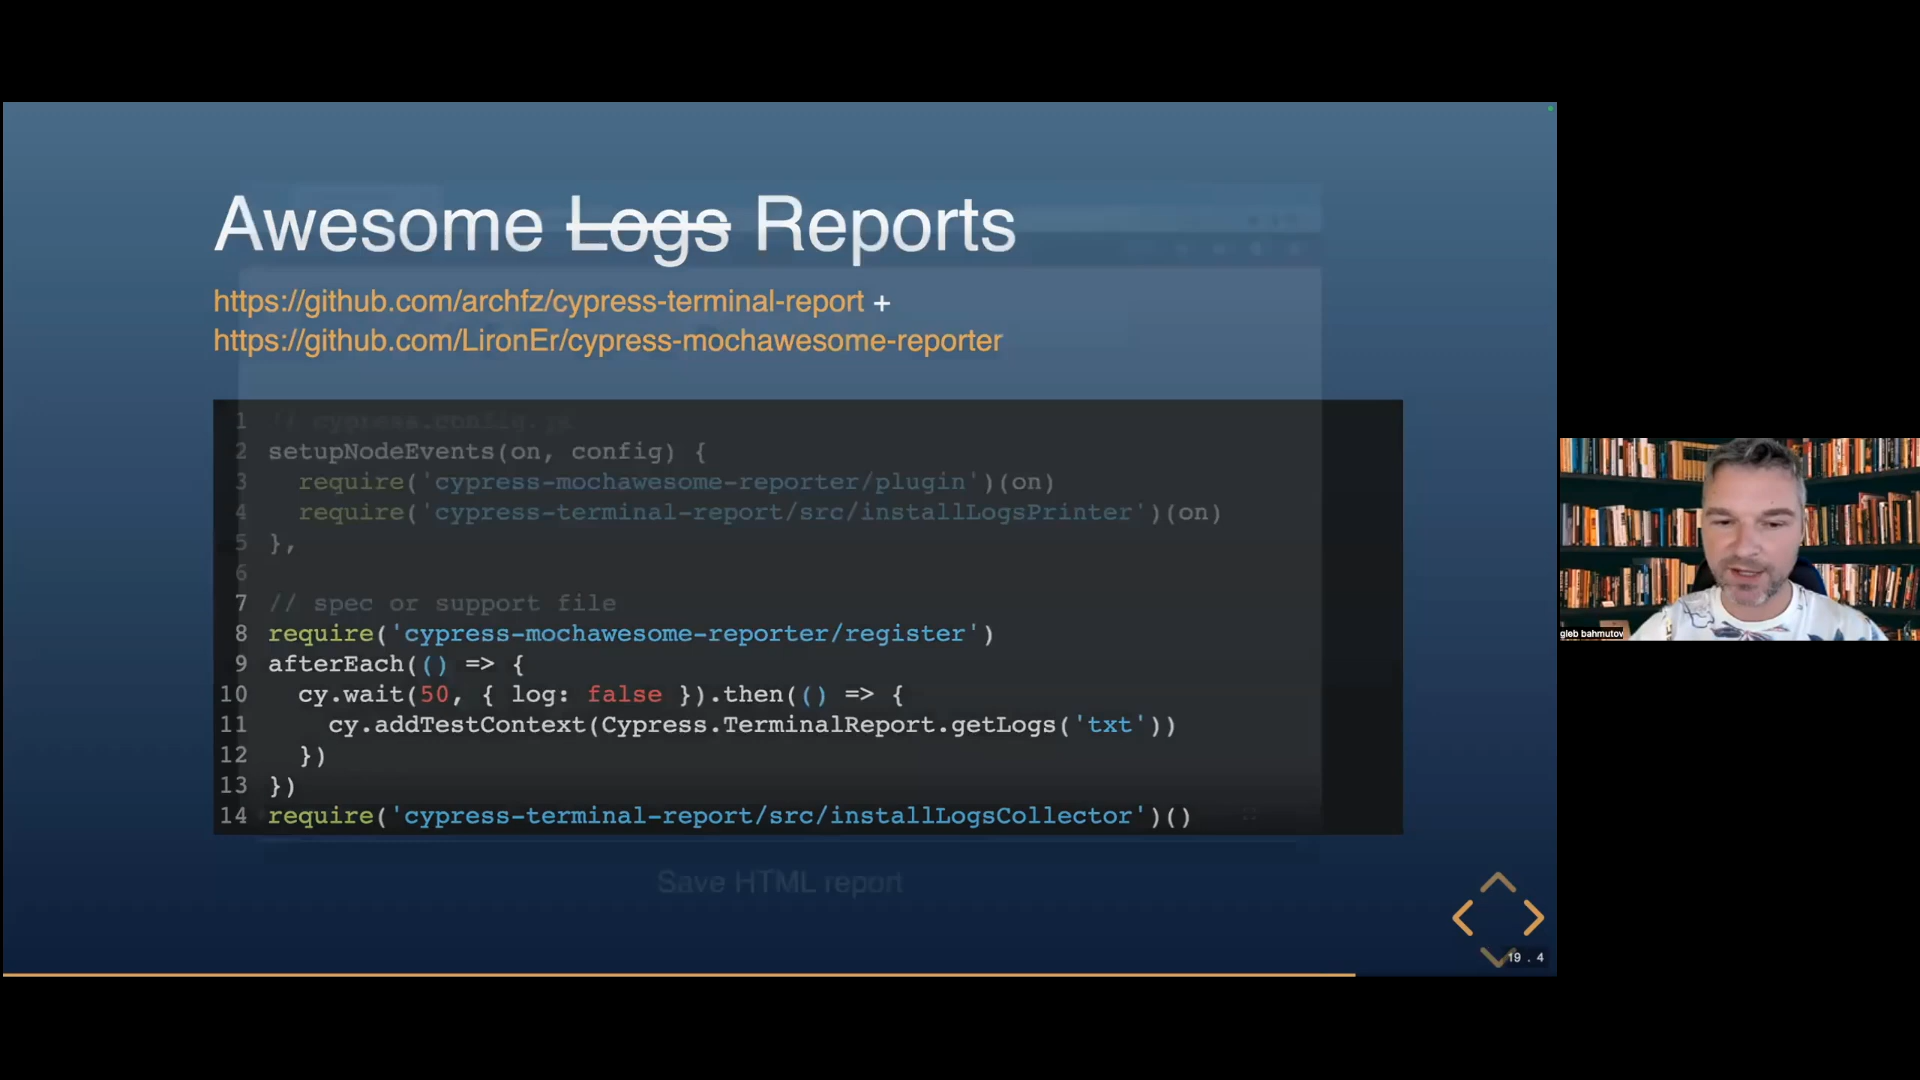 Awesome Logs Reports
https://github.com/archfz/cypress-terminal-report +
https://github.com/LironEr/cypress-mochawesome-reporter
1 // cypress.config.js
2 setupNodeEvents(on, config) {
3 require('cypress-mochawesome-reporter/plugin')(on)
4 require('cypress-terminal-report/src/installLogsPrinter')(on)
5 },
6
7 // spec or support file
8 require('cypress-mochawesome-reporter/register')
9 afterEach(() => {
10 cy.wait(50, { log: false }).then(() => {
11 cy.addTestContext(Cypress.TerminalReport.getLogs('txt'))
12 })
13 })
14 require('cypress-terminal-report/src/installLogsCollector')()
Save HTML report
19 . 4
gleb bahmutov